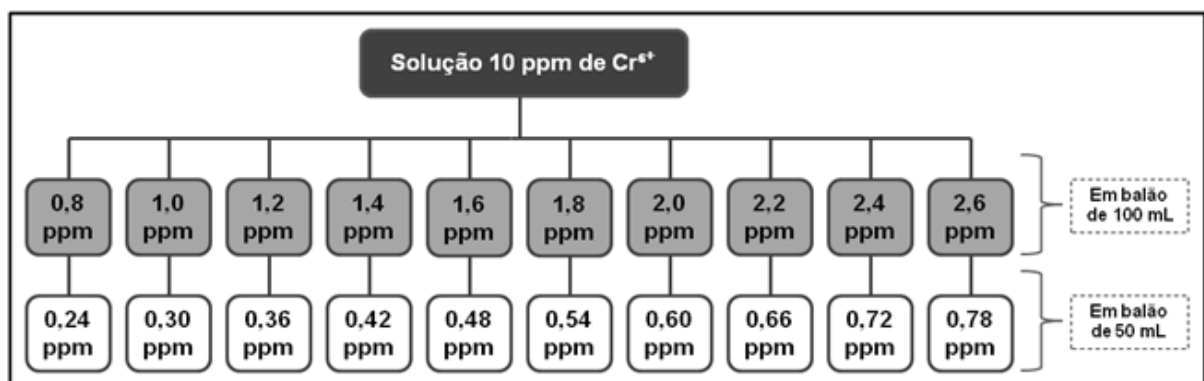 Solução 10 ppm de Cr⁶⁺
0,8 ppm
1,0 ppm
1,2 ppm
1,4 ppm
1,6 ppm
1,8 ppm
2,0 ppm
2,2 ppm
2,4 ppm
2,6 ppm
Em balão
de 100 mL
0,24 ppm
0,30 ppm
0,36 ppm
0,42 ppm
0,48 ppm
0,54 ppm
0,60 ppm
0,66 ppm
0,72 ppm
0,78 ppm
Em balão
de 50 mL